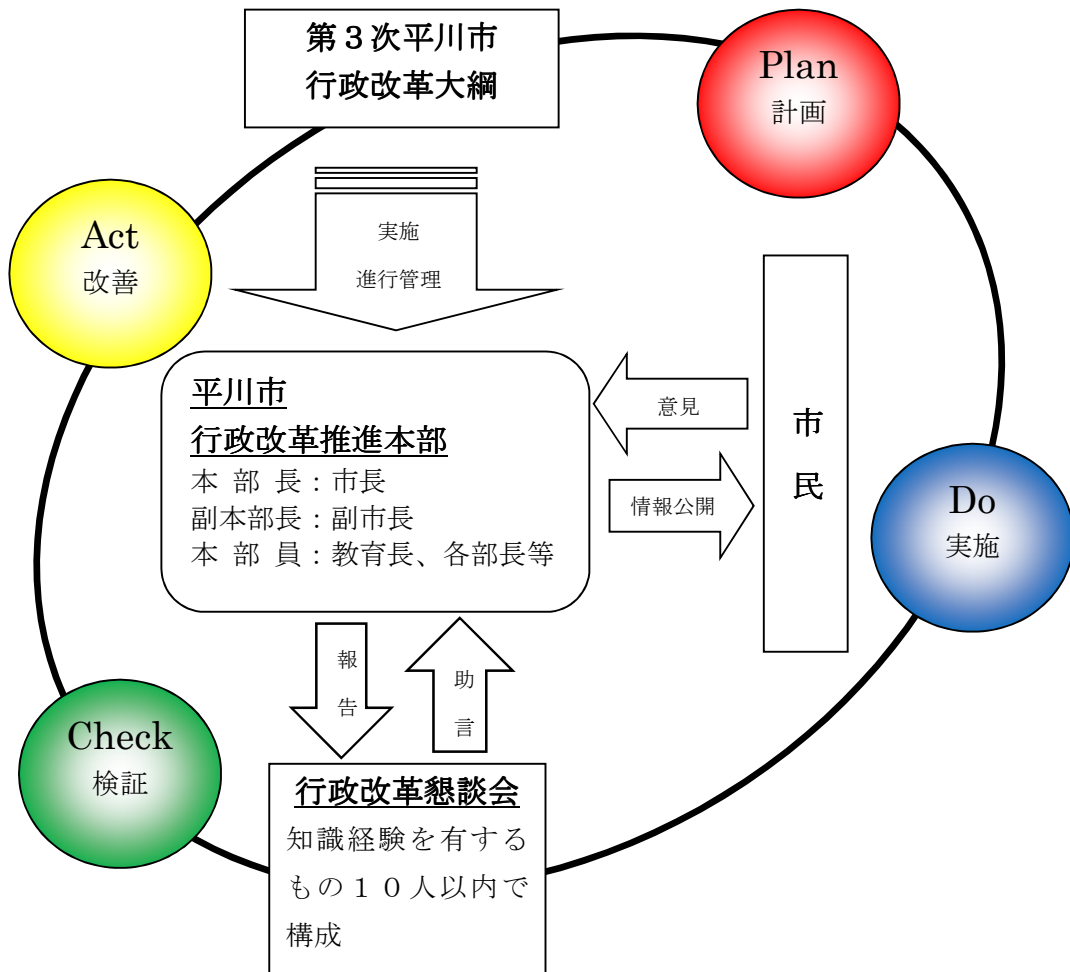 第３次平川市
行政改革大綱
Plan
計画
Act
改善
実施
進行管理
平川市
行政改革推進本部
本 部 長：市長
副本部長：副市長
本 部 員：教育長、各部長等
意見
情報公開
市
民
Do
実施
報
告
助
言
Check
検証
行政改革懇談会
知識経験を有する
もの１０人以内で
構成